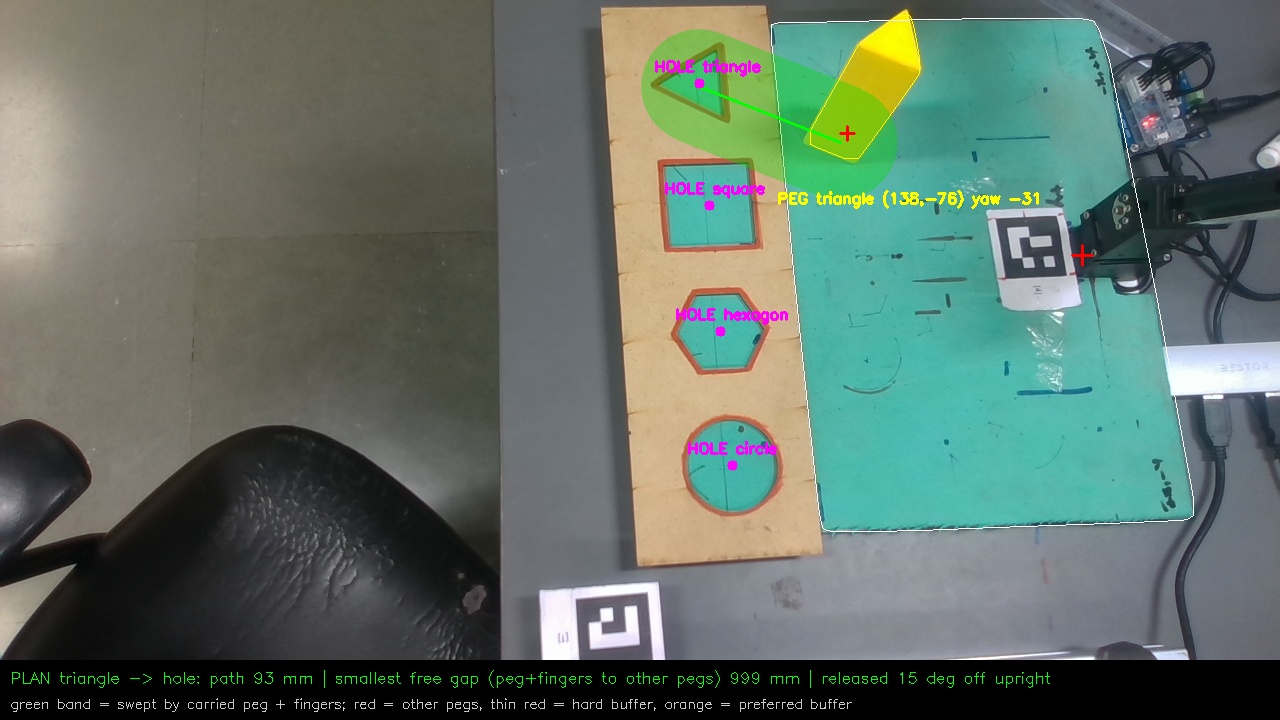 HOLE triangle
HOLE square
PEG triangle (138,-76) yaw -31
HOLE hexagon
BESTOR
HOLE circle
PLAN triangle -> hole: path 93 mm | smallest free gap (peg+fingers to other pegs) 999 mm | released 15 deg off upright
green band = swept by carried peg + fingers; red = other pegs, thin red = hard buffer, orange = preferred buffer